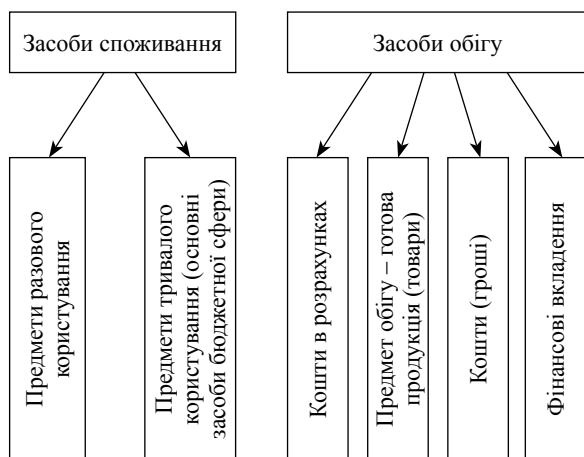 Засоби споживання
Засоби обігу
Предмети разового
користування
Предмети тривалого
користування (основні
засоби бюджетної сфери)
Кошти в розрахунках
Предмет обігу – готова
продукція (товари)
Кошти (гроші)
Фінансові вкладення